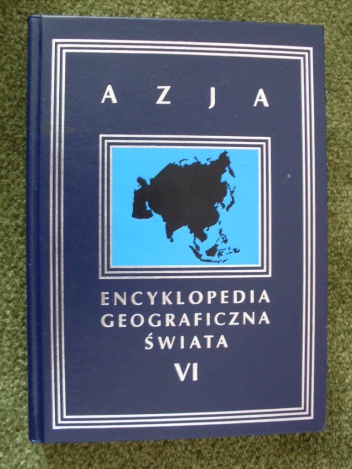 AZJA
ENCYKLOPEDIA
GEOGRAFICZNA
ŚWIATA
VI